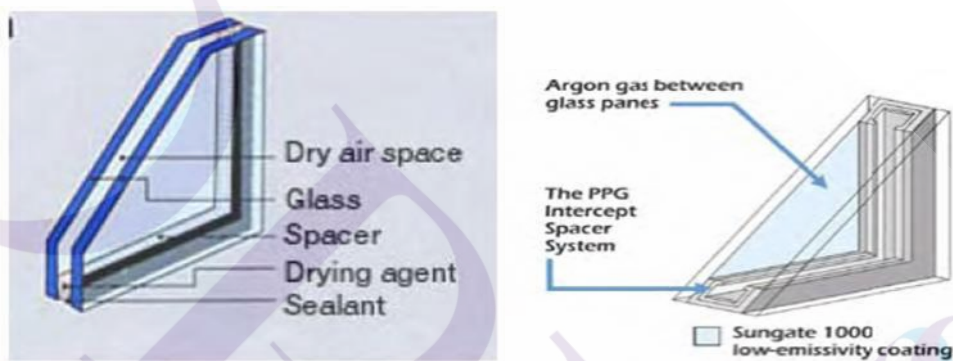 Dry air space
Glass
Spacer
Drying agent
Sealant
Argon gas between
glass panes
The PPG
Intercept
Spacer
System
Sungate 1000
low-emissivity coating